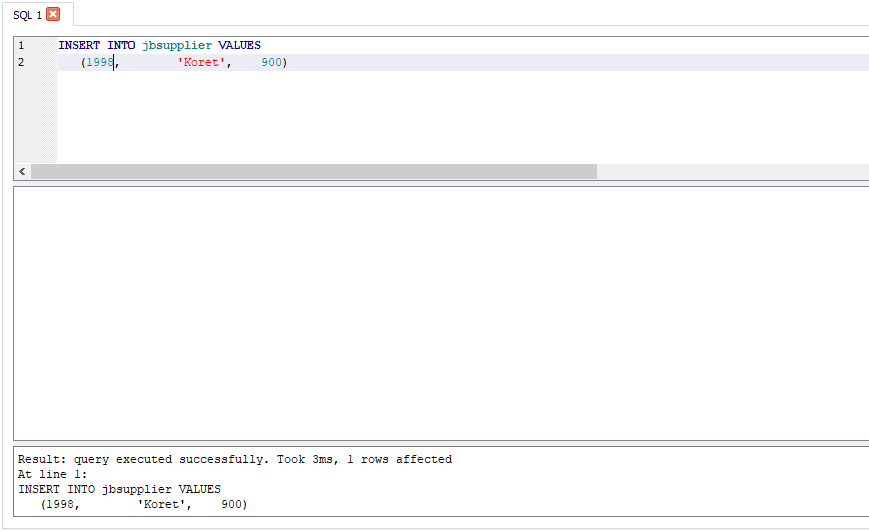 SQL 1
1 INSERT INTO jbsupplier VALUES
2 (1998, 'Koret', 900)
Result: query executed successfully. Took 3ms, 1 rows affected
At line 1:
INSERT INTO jbsupplier VALUES
(1998, 'Koret', 900)